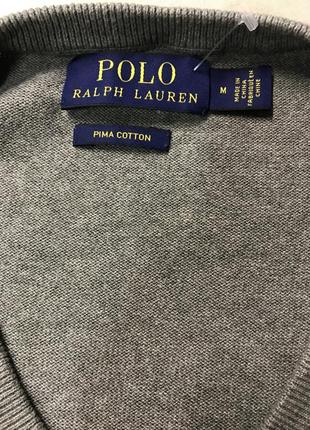 POLO
RALPH LAUREN
M
MADE IN
CHINA
FABRIQUÉ EN
CHINE
PIMA COTTON